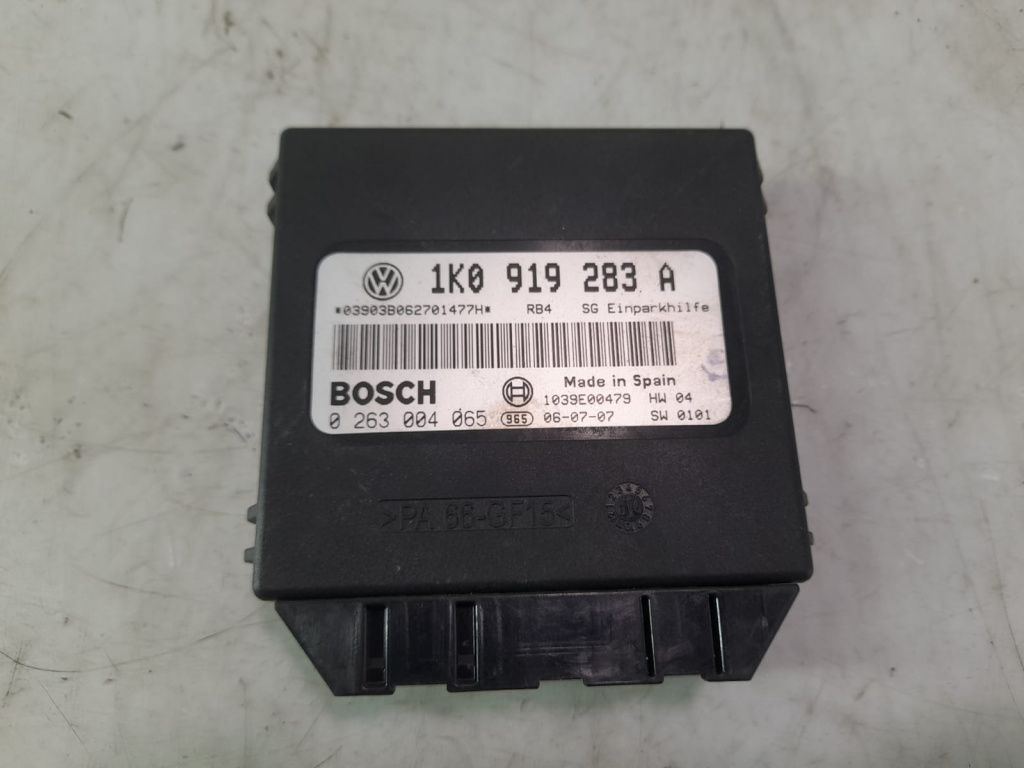 1K0 919 283 A
*03903B062701477H* RB4 SG Einparkhilfe
BOSCH Made in Spain
1039E00479 HW 04
0 263 004 065 965 06-07-07 SW 0101
>PA 66-GF15<